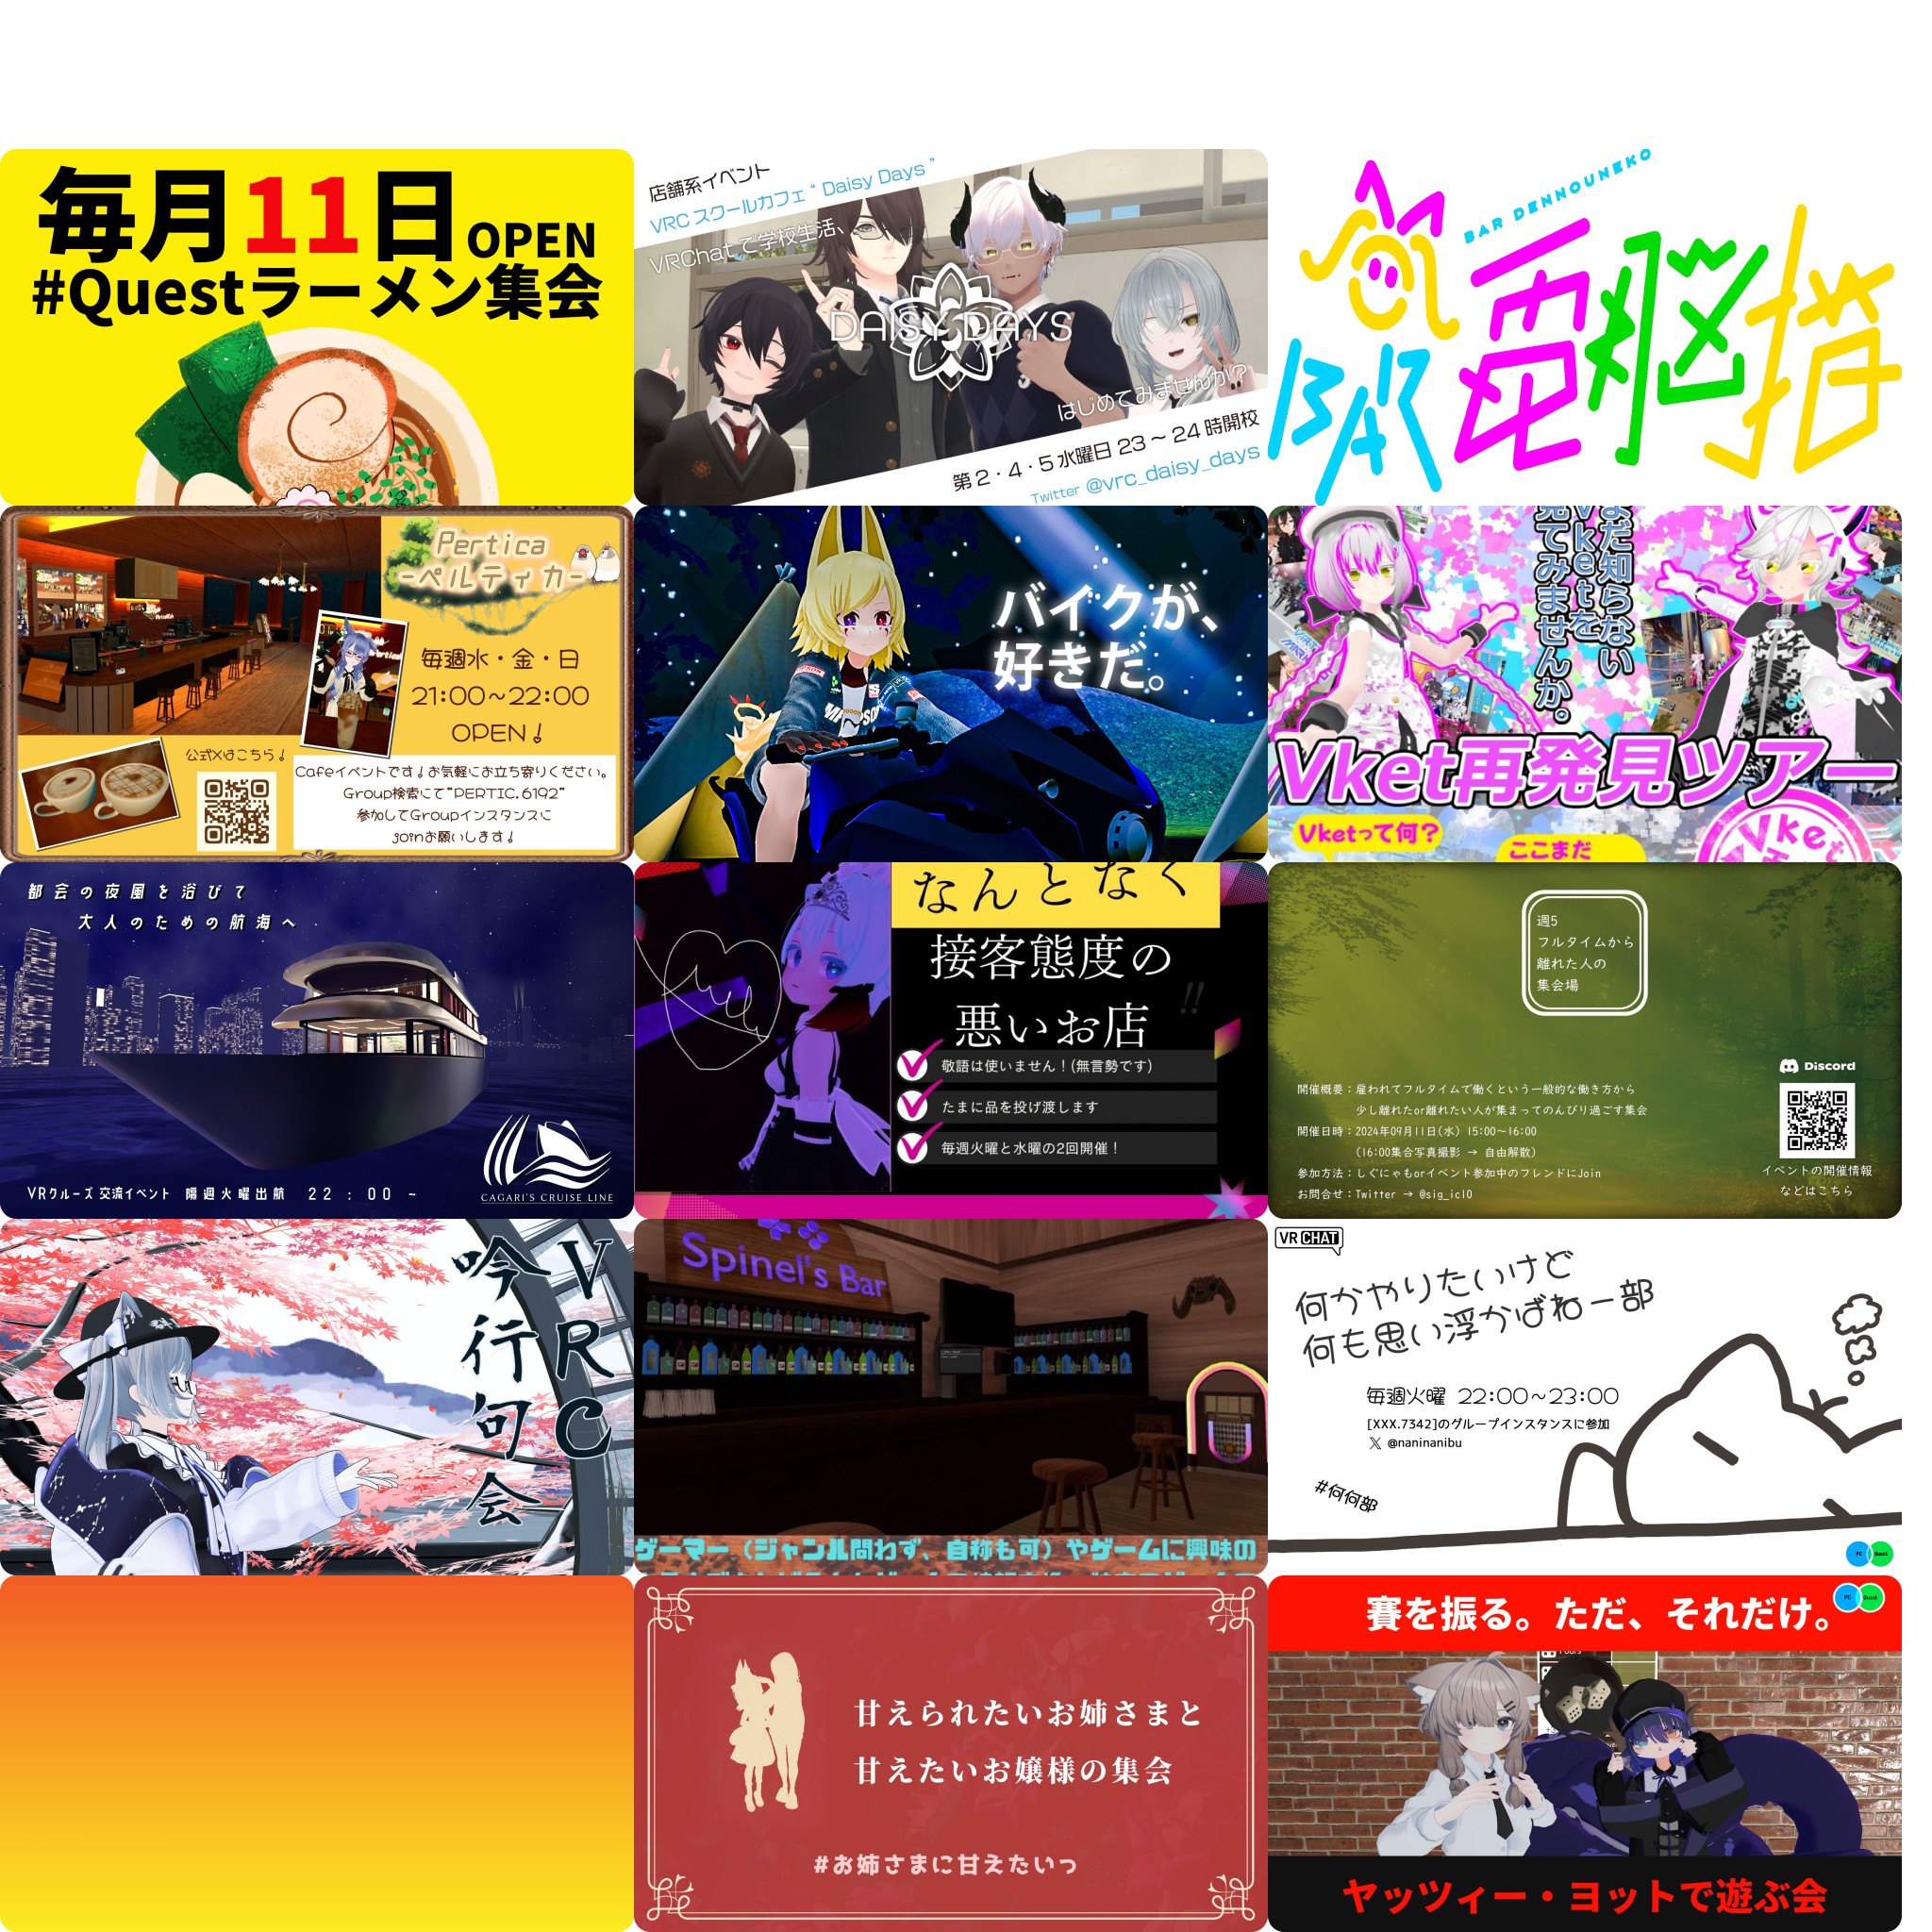 毎月11日OPEN
#Questラーメン集会
店舗系イベント
VRC スクールカフェ “ Daisy Days ”
VRChat で学校生活、
DAISY DAYS
はじめてみませんか?
第 2・4・5 水曜日 23 ～ 24 時開校
Twitter @vrc_daisy_days
BAR DENNOUNEKO
BAR 電脳猫
Pertica
-ペルティカ-
毎週水・金・日
21:00～22:00
OPEN!
公式Xはこちら!
Cafeイベントです!お気軽にお立ち寄りください。
Group検索にて"PERTIC.6192"
参加してGroupインスタンスに
joinお願いします!
バイクが、
好きだ。
まだ知らない
Vketを
見てみませんか。
Vket再発見ツアー
Vketって何?
ここまだ
Vket
都会の夜風を浴びて
大人のための航海へ
VRクルーズ 交流イベント 隔週火曜出航 22:00~
CAGARI'S CRUISE LINE
なんとなく
接客態度の
悪いお店!!
敬語は使いません!(無言勢です)
たまに品を投げ渡します
毎週火曜と水曜の2回開催!
週5
フルタイムから
離れた人の
集会場
Discord
開催概要:雇われてフルタイムで働くという一般的な働き方から
少し離れたor離れたい人が集まってのんびり過ごす集会
開催日時:2024年09月11日(水) 15:00～16:00
(16:00集合写真撮影 → 自由解散)
参加方法:しぐにゃもorイベント参加中のフレンドにJoin
お問合せ:Twitter → @sig_ic10
イベントの開催情報
などはこちら
VRC
吟行句会
Spinel's Bar
ゲーマー（ジャンル問わず、自称も可）やゲームに興味の
VRCHAT
何かやりたいけど
何も思い浮かばねー部
毎週火曜 22:00～23:00
[XXX.7342]のグループインスタンスに参加
X @naninanibu
#何何部
PC Quest
甘えられたいお姉さまと
甘えたいお嬢様の集会
#お姉さまに甘えたいっ
賽を振る。ただ、それだけ。
PC Quest
ヤッツィー・ヨットで遊ぶ会